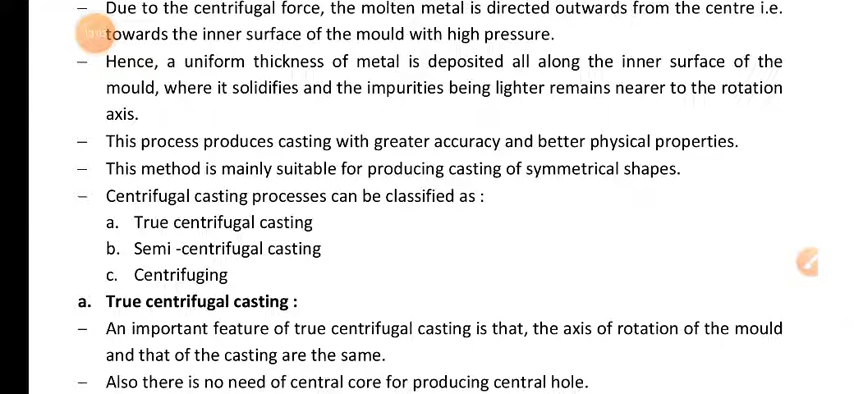 – Due to the centrifugal force, the molten metal is directed outwards from the centre i.e.
towards the inner surface of the mould with high pressure.
– Hence, a uniform thickness of metal is deposited all along the inner surface of the
mould, where it solidifies and the impurities being lighter remains nearer to the rotation
axis.
– This process produces casting with greater accuracy and better physical properties.
– This method is mainly suitable for producing casting of symmetrical shapes.
– Centrifugal casting processes can be classified as :
a. True centrifugal casting
b. Semi -centrifugal casting
c. Centrifuging
a. True centrifugal casting :
– An important feature of true centrifugal casting is that, the axis of rotation of the mould
and that of the casting are the same.
– Also there is no need of central core for producing central hole.